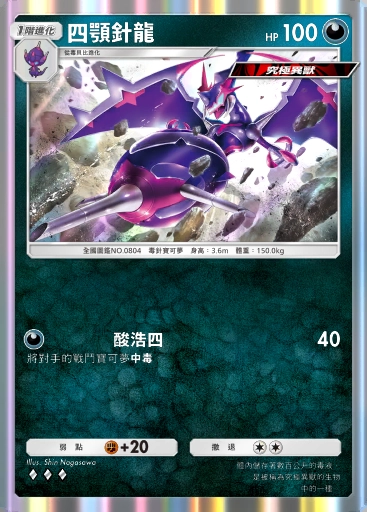 1階進化
四顎針龍
HP 100
從毒貝比進化
究極異獸
全國圖鑑NO.0804 毒針寶可夢 身高：3.6m 體重：150.0kg
酸浩四 40
將對手的戰鬥寶可夢中毒
弱點 +20 撤退
Illus. Shin Nagasawa
體內儲存著數百公升的毒液，
是被稱為究極異獸的生物
中的一種。